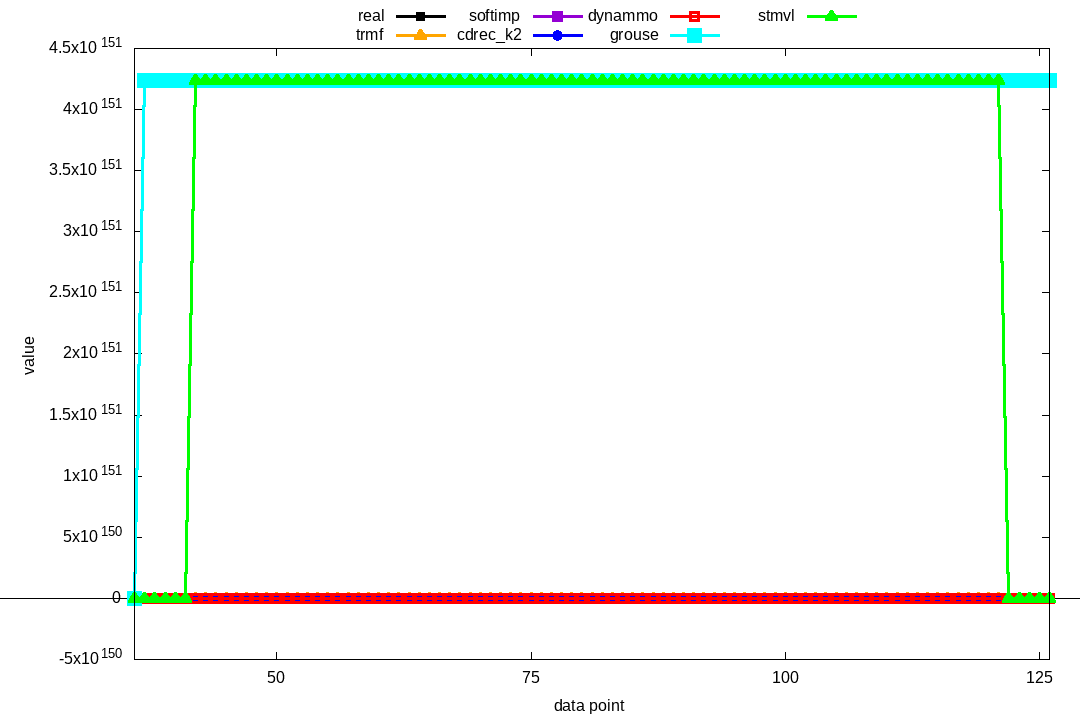 real softimp dynammo stmvl
trmf cdrec_k2 grouse
4.5x10 151
4x10 151
3.5x10 151
3x10 151
2.5x10 151
2x10 151
1.5x10 151
1x10 151
5x10 150
0
-5x10 150
value
50 75 100 125
data point